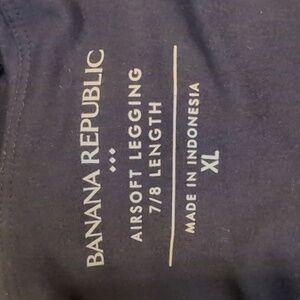 BANANA REPUBLIC
AIRSOFT LEGGING
7/8 LENGTH
MADE IN INDONESIA
XL